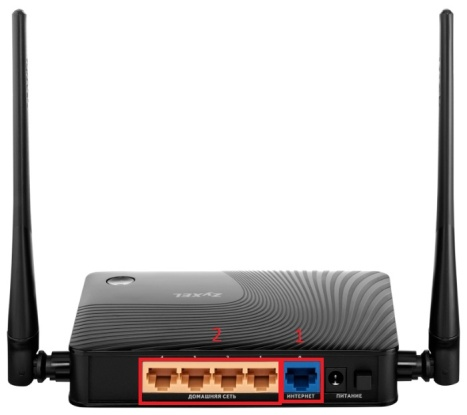 ZyXEL
2
1
ДОМАШНЯЯ СЕТЬ
ИНТЕРНЕТ
ПИТАНИЕ